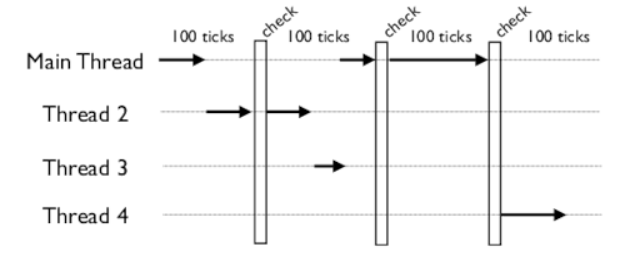 100 ticks
check
100 ticks
check
100 ticks
check
100 ticks
Main Thread
Thread 2
Thread 3
Thread 4